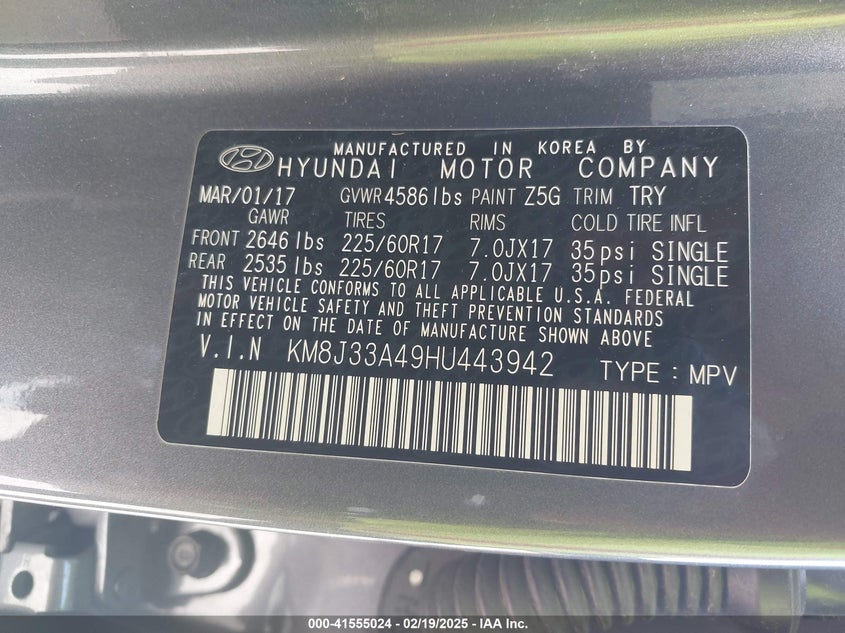 MANUFACTURED IN KOREA BY
HYUNDAI MOTOR COMPANY
MAR/01/17 GVWR 4586 lbs PAINT Z5G TRIM TRY
GAWR TIRES RIMS COLD TIRE INFL
FRONT 2646 lbs 225/60R17 7.0JX17 35psi SINGLE
REAR 2535 lbs 225/60R17 7.0JX17 35psi SINGLE
THIS VEHICLE CONFORMS TO ALL APPLICABLE U.S.A. FEDERAL
MOTOR VEHICLE SAFETY AND THEFT PREVENTION STANDARDS
IN EFFECT ON THE DATE OF MANUFACTURE SHOWN ABOVE
V.I.N KM8J33A49HU443942 TYPE : MPV
000-41555024 - 02/19/2025 - IAA Inc.